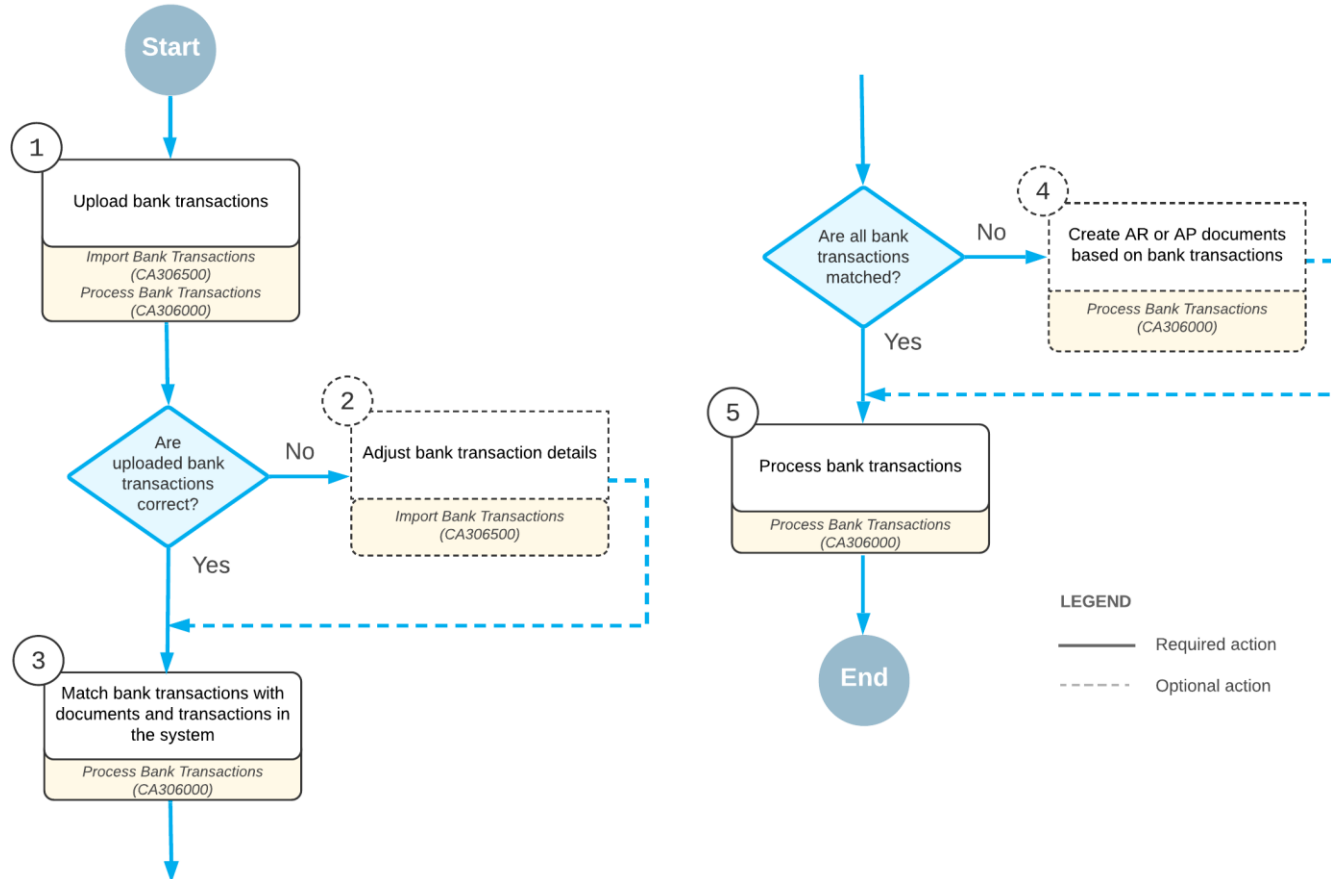 Start
1
Upload bank transactions
Import Bank Transactions
(CA306500)
Process Bank Transactions
(CA306000)
Are
uploaded bank
transactions
correct?
No
2
Adjust bank transaction details
Import Bank Transactions
(CA306500)
Yes
3
Match bank transactions with
documents and transactions in
the system
Process Bank Transactions
(CA306000)
Are all bank
transactions
matched?
No
4
Create AR or AP documents
based on bank transactions
Process Bank Transactions
(CA306000)
Yes
5
Process bank transactions
Process Bank Transactions
(CA306000)
End
LEGEND
Required action
Optional action